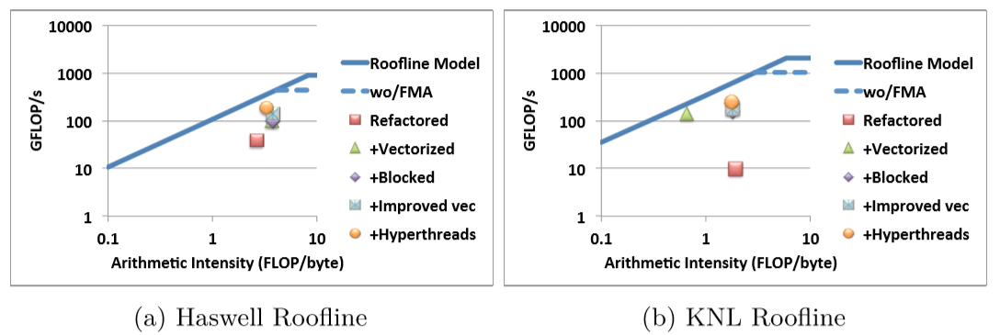 10000
1000
100
10
1
GFLOP/s
0.1
1
10
Arithmetic Intensity (FLOP/byte)
Roofline Model
wo/FMA
Refactored
+Vectorized
+Blocked
+Improved vec
+Hyperthreads
(a) Haswell Roofline
10000
1000
100
10
1
GFLOP/s
0.1
1
10
Arithmetic Intensity (FLOP/byte)
Roofline Model
wo/FMA
Refactored
+Vectorized
+Blocked
+Improved vec
+Hyperthreads
(b) KNL Roofline